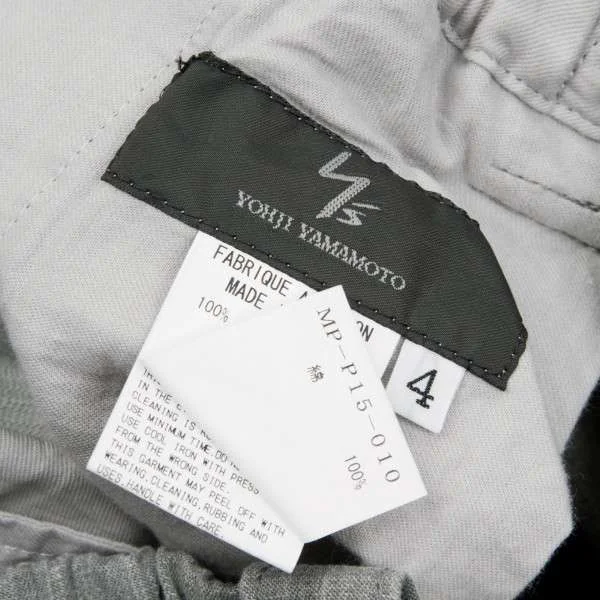 Y's
YOHJI YAMAMOTO
4
FABRIQUE A
MADE
100%
MP-P15-010
綿 100%
IN THE
CLEANING IS
USE MINIMUM TIME.
USE COOL IRON WITH PRESS
FROM THE WRONG SIDE.
THIS GARMENT MAY PEEL OFF WITH
WEARING,CLEANING,RUBBING AND
USES,HANDLE WITH CARE.